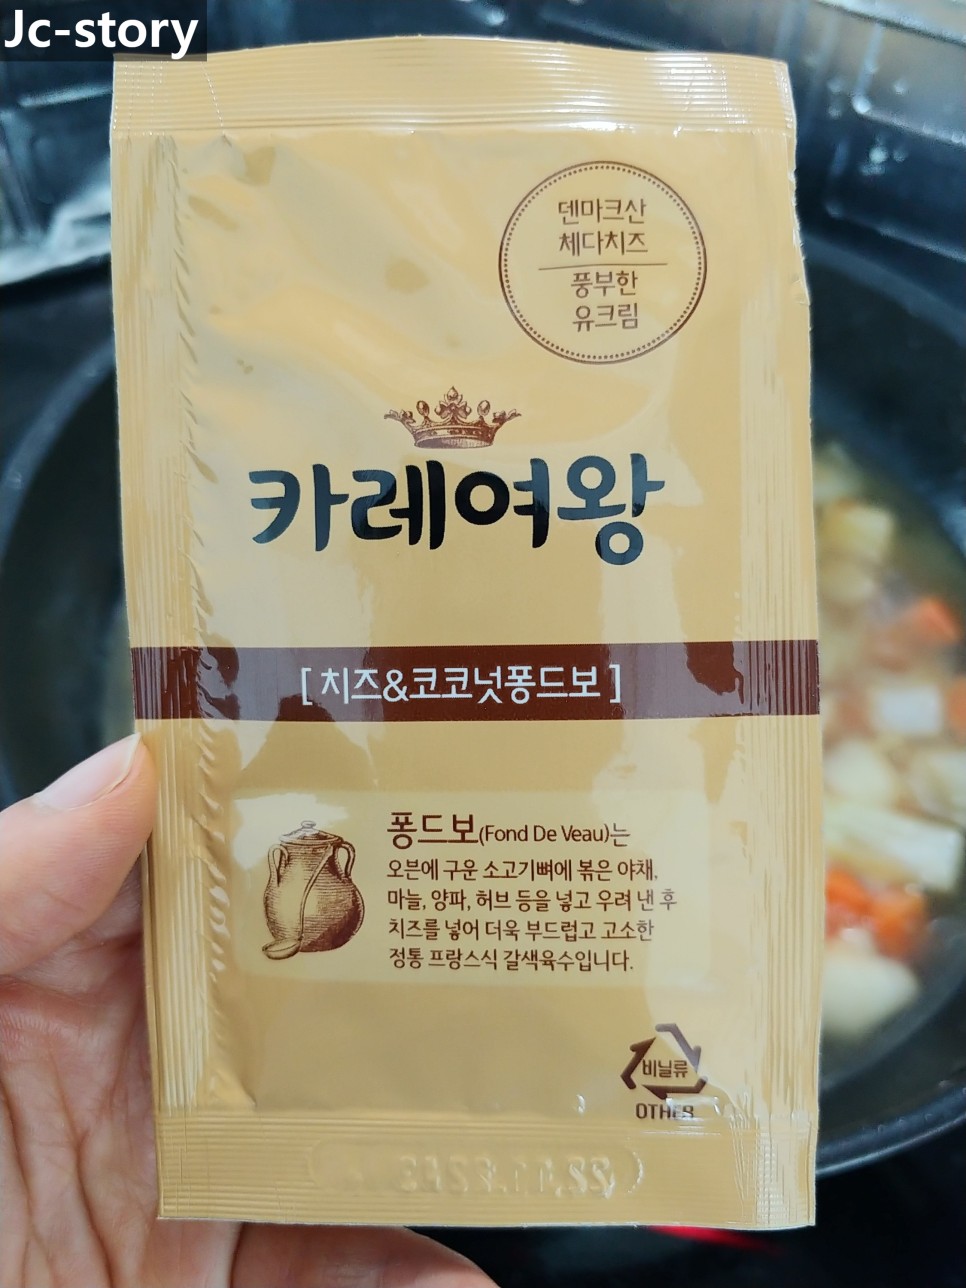 Jc-story
덴마크산
체다치즈
풍부한
유크림
카레여왕
[ 치즈&코코넛퐁드보 ]
퐁드보(Fond De Veau)는
오븐에 구운 소고기뼈에 볶은 야채,
마늘, 양파, 허브 등을 넣고 우려 낸 후
치즈를 넣어 더욱 부드럽고 고소한
정통 프랑스식 갈색육수입니다.
비닐류
OTHER